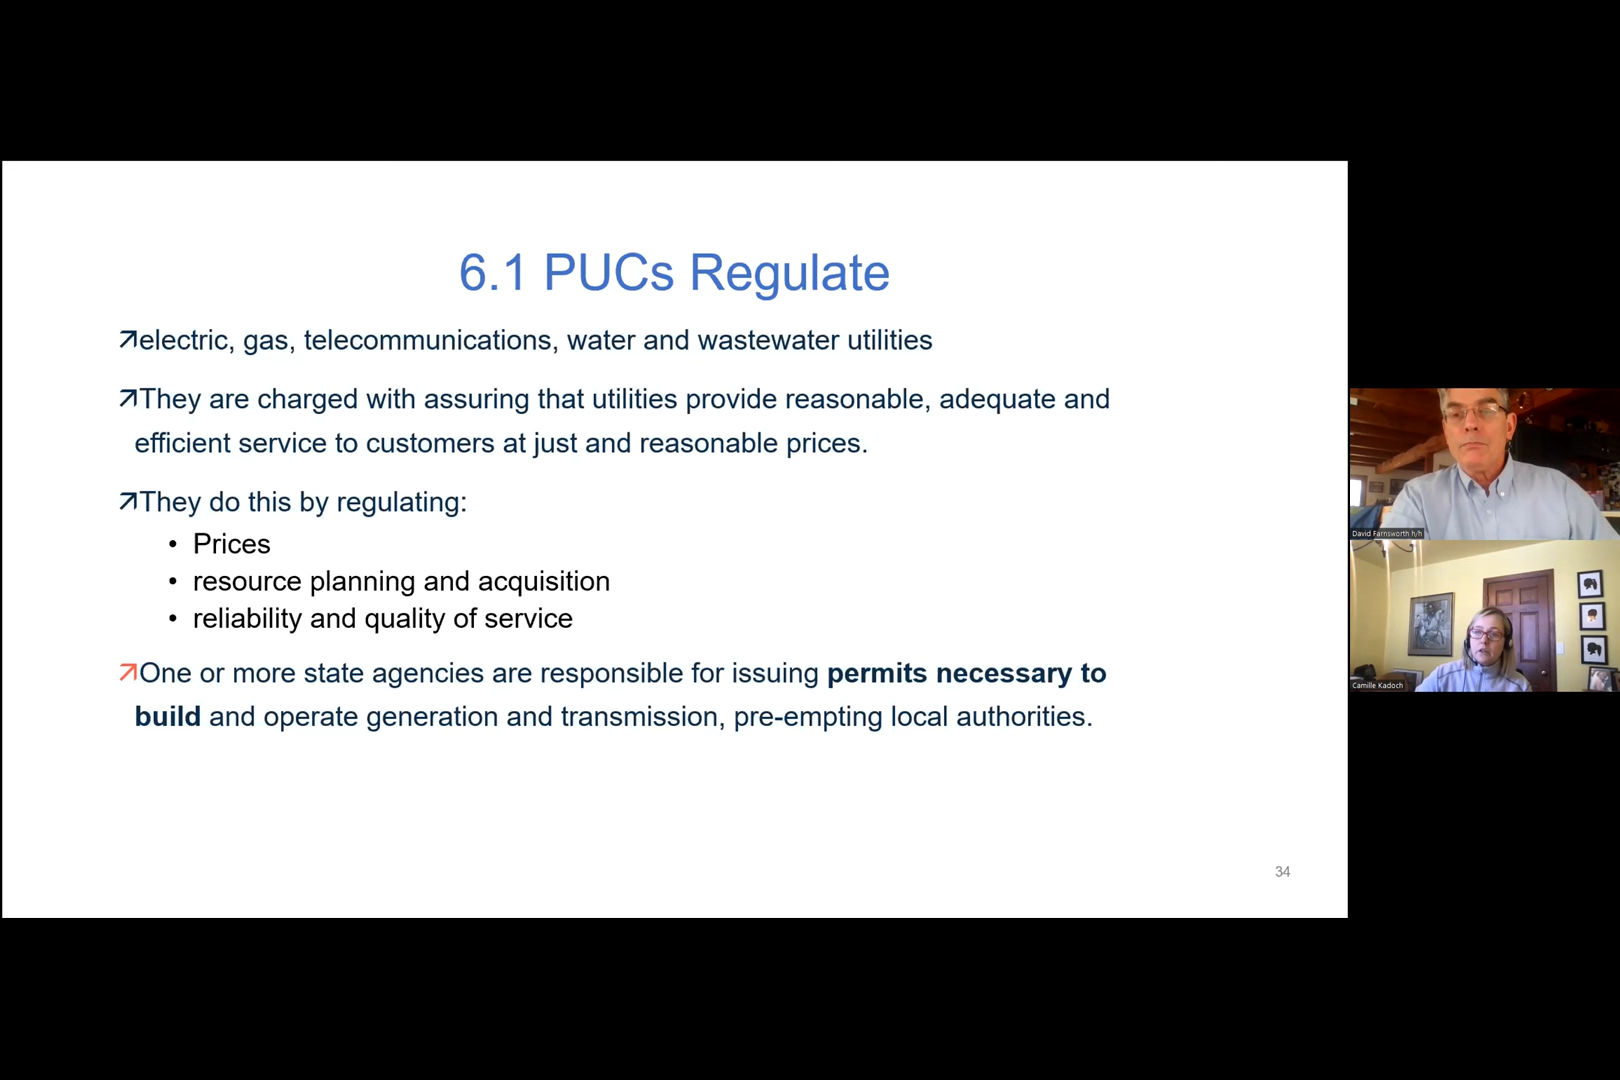 6.1 PUCs Regulate
electric, gas, telecommunications, water and wastewater utilities
They are charged with assuring that utilities provide reasonable, adequate and
efficient service to customers at just and reasonable prices.
They do this by regulating:
• Prices
• resource planning and acquisition
• reliability and quality of service
One or more state agencies are responsible for issuing permits necessary to
build and operate generation and transmission, pre-empting local authorities.
34
David Farnsworth h/h
Camille Kadoch